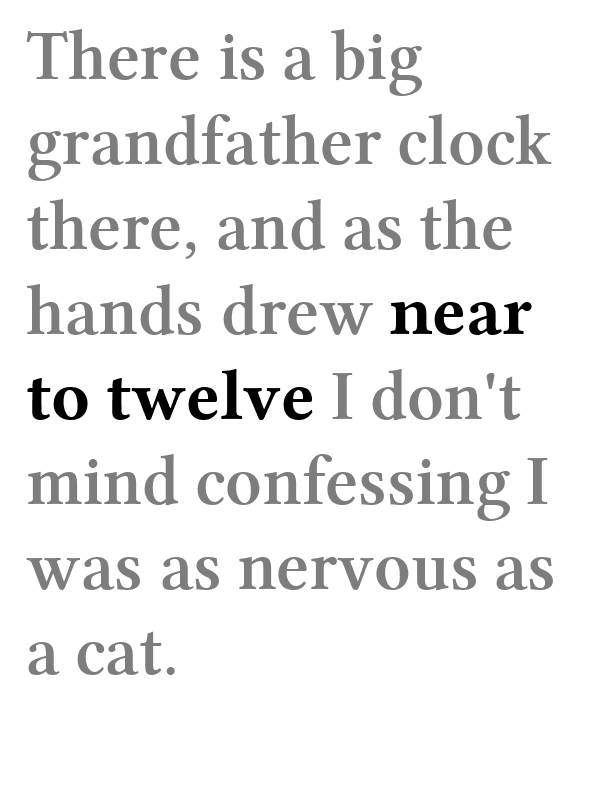 There is a big
grandfather clock
there, and as the
hands drew near
to twelve I don't
mind confessing I
was as nervous as
a cat.